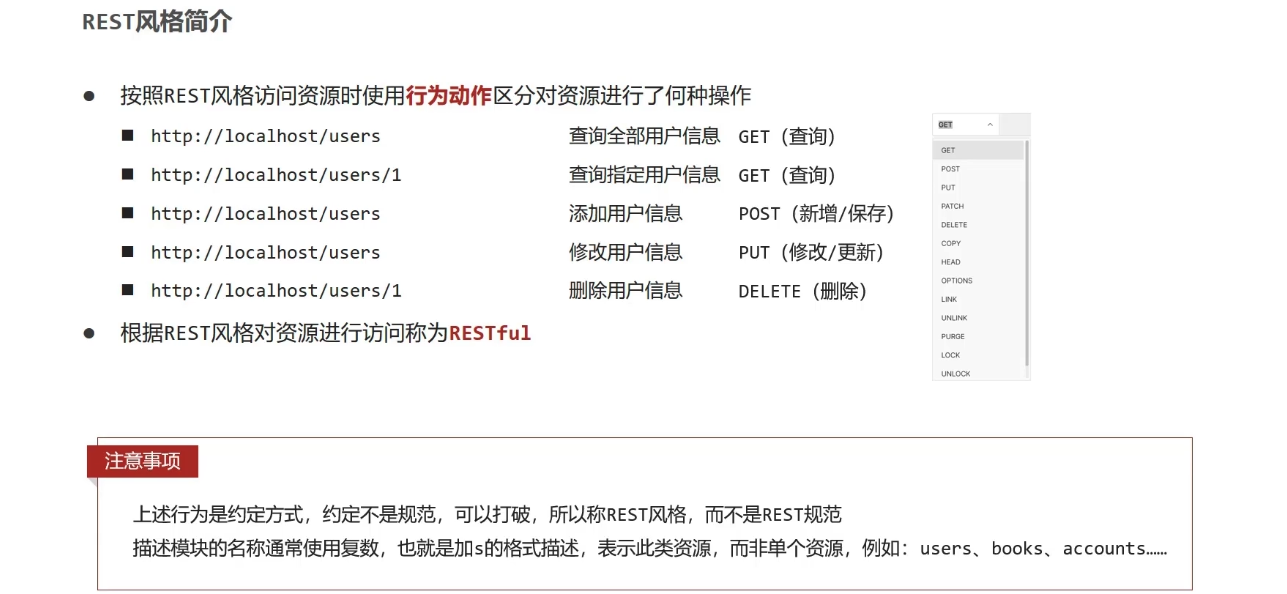 REST风格简介
按照REST风格访问资源时使用行为动作区分对资源进行了何种操作
http://localhost/users 查询全部用户信息 GET（查询）
http://localhost/users/1 查询指定用户信息 GET（查询）
http://localhost/users 添加用户信息 POST（新增/保存）
http://localhost/users 修改用户信息 PUT（修改/更新）
http://localhost/users/1 删除用户信息 DELETE（删除）
根据REST风格对资源进行访问称为RESTful
GET
GET
POST
PUT
PATCH
DELETE
COPY
HEAD
OPTIONS
LINK
UNLINK
PURGE
LOCK
UNLOCK
注意事项
上述行为是约定方式，约定不是规范，可以打破，所以称REST风格，而不是REST规范
描述模块的名称通常使用复数，也就是加s的格式描述，表示此类资源，而非单个资源，例如：users、books、accounts……